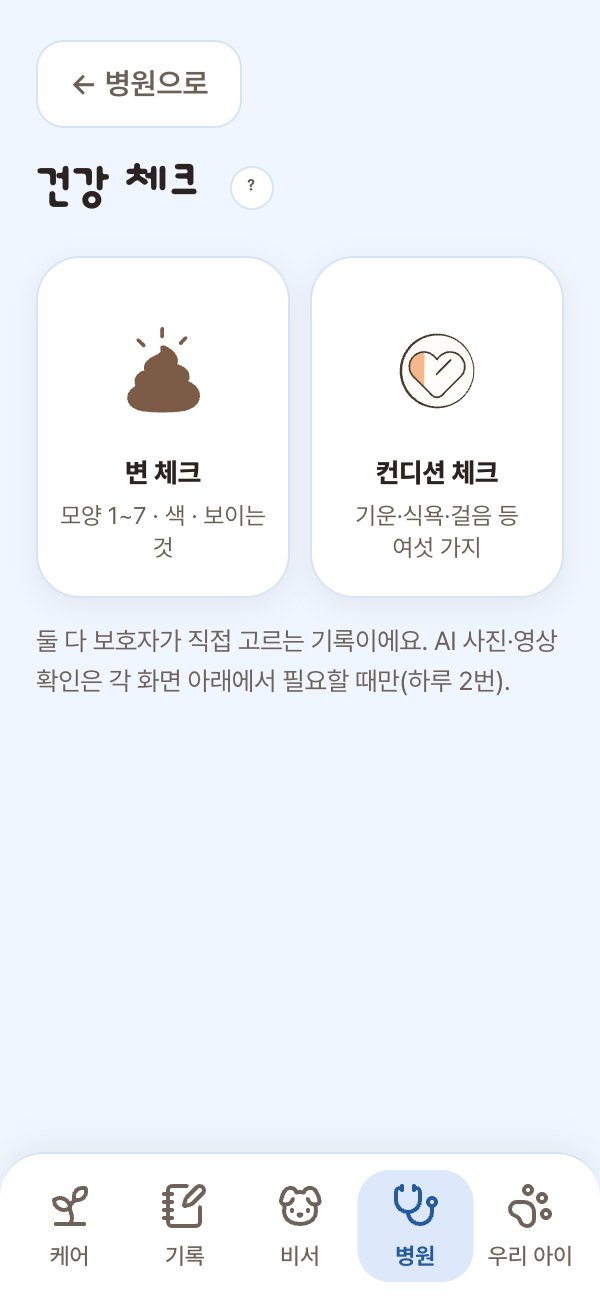 ← 병원으로
건강 체크 ?
변 체크
모양 1~7 · 색 · 보이는
것
컨디션 체크
기운·식욕·걸음 등
여섯 가지
둘 다 보호자가 직접 고르는 기록이에요. AI 사진·영상
확인은 각 화면 아래에서 필요할 때만(하루 2번).
케어
기록
비서
병원
우리 아이